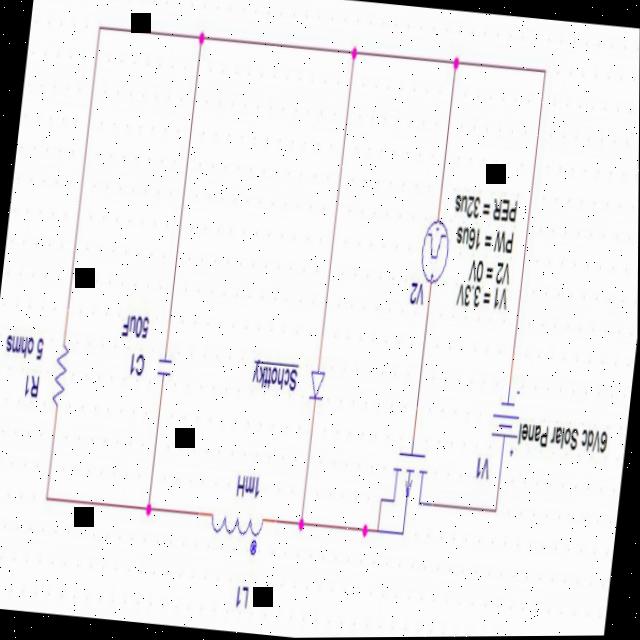 L1
1mH
V1
6Vdc Solar Panel
R1
5 ohms
C1
50uF
Schottky
V2
V1 = 3.3V
V2 = 0V
PW = 16us
PER = 32us